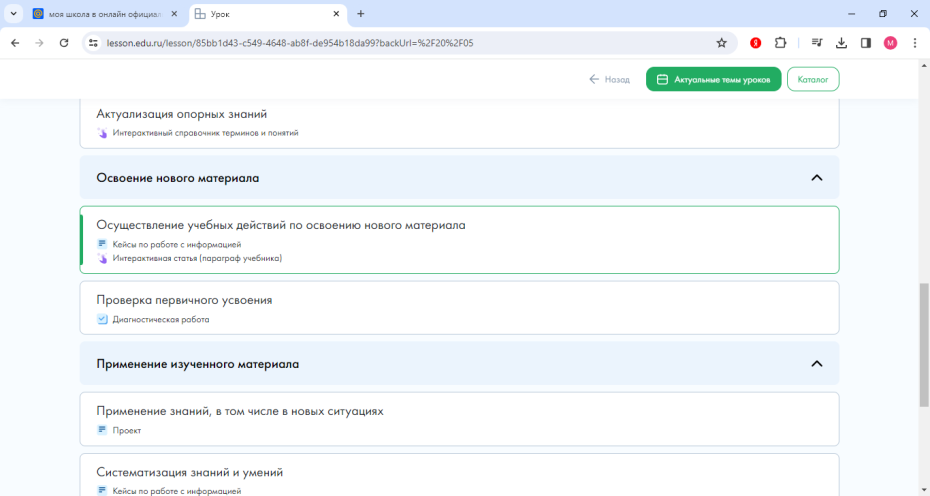 моя школа в онлайн официал
Урок
lesson.edu.ru/lesson/85bb1d43-c549-4648-ab8f-de954b18da99?backUrl=%2F20%2F05
Я
M
Назад
Актуальные темы уроков
Каталог
Актуализация опорных знаний
Интерактивный справочник терминов и понятий
Освоение нового материала
Осуществление учебных действий по освоению нового материала
Кейсы по работе с информацией
Интерактивная статья (параграф учебника)
Проверка первичного усвоения
Диагностическая работа
Применение изученного материала
Применение знаний, в том числе в новых ситуациях
Проект
Систематизация знаний и умений
Кейсы по работе с информацией